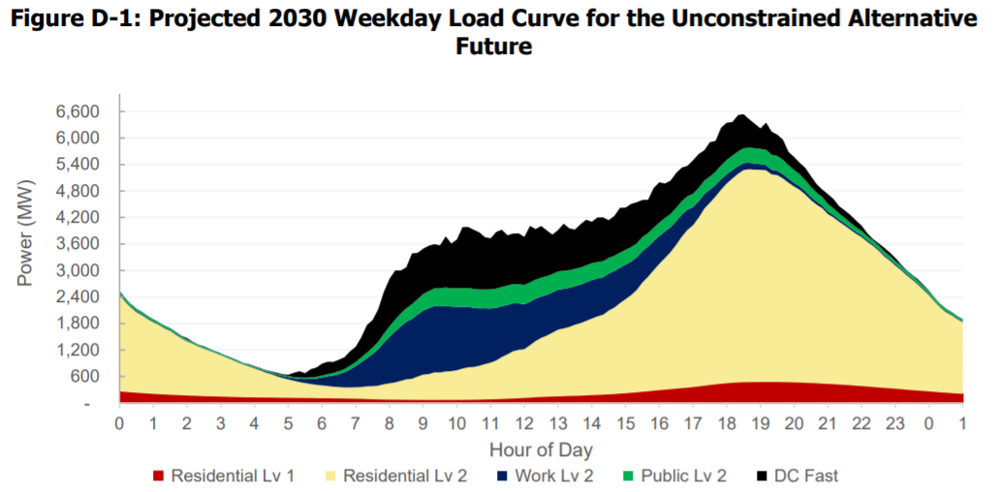 Figure D-1: Projected 2030 Weekday Load Curve for the Unconstrained Alternative
Future
6,600
6,000
5,400
4,800
4,200
3,600
3,000
2,400
1,800
1,200
600
-
Power (MW)
0 1 2 3 4 5 6 7 8 9 10 11 12 13 14 15 16 17 18 19 20 21 22 23 0 1
Hour of Day
Residential Lv 1 Residential Lv 2 Work Lv 2 Public Lv 2 DC Fast